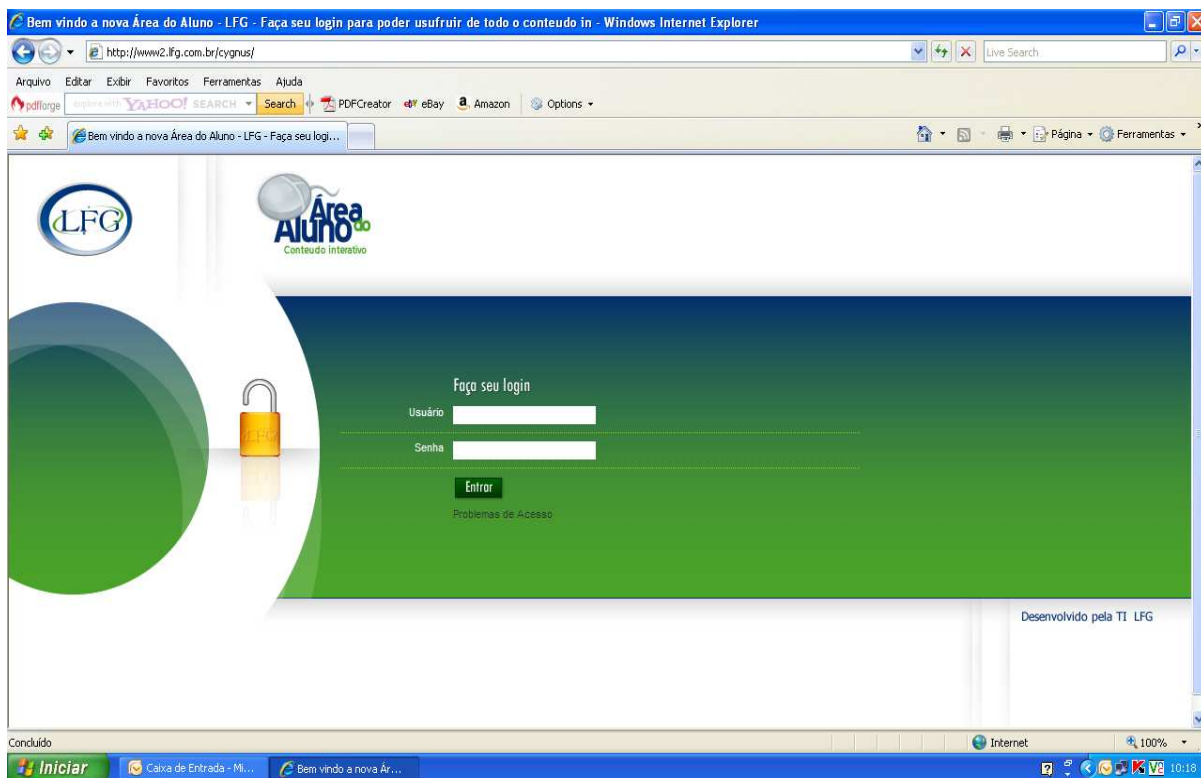 Bem vindo a nova Área do Aluno - LFG - Faça seu login para poder usufruir de todo o conteudo in - Windows Internet Explorer
http://www2.lfg.com.br/cygnus/
Live Search
Arquivo Editar Exibir Favoritos Ferramentas Ajuda
pdfforge YAHOO! SEARCH Search PDFCreator eBay Amazon Options
Bem vindo a nova Área do Aluno - LFG - Faça seu logi...
Página Ferramentas
LFG
Área do
Aluno
Conteudo interativo
Faça seu login
Usuário
LFG
Senha
Entrar
Problemas de Acesso
Desenvolvido pela TI LFG
Concluído Internet 100%
Iniciar Caixa de Entrada - Mi... Bem vindo a nova Ár... 10:18